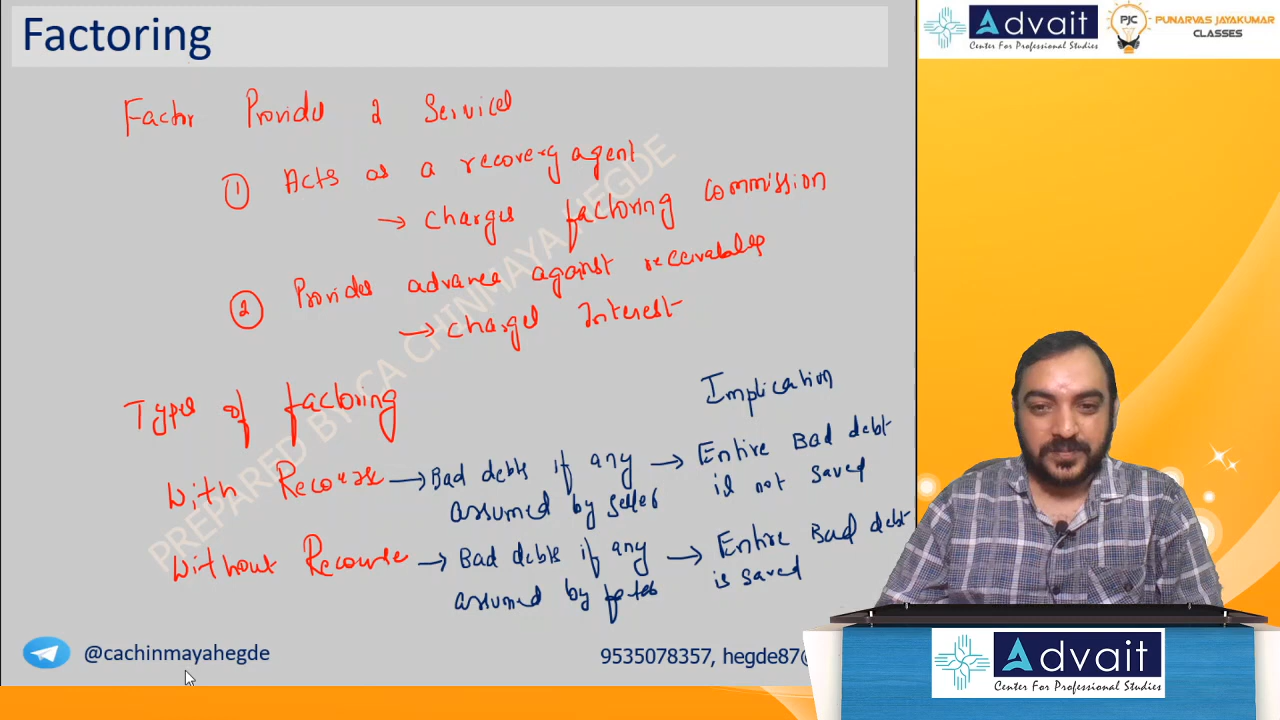 Factoring
Advait
Center For Professional Studies
PJC
PUNARVAS JAYAKUMAR
CLASSES
Factor Provides 2 Services
① Acts as a recovery agent
→ Charges factoring commission
② Provides advance against receivables
→ Charges Interest
Types of factoring
Implication
With Recourse → Bad debts if any → Entire Bad debt
assumed by seller
is not saved
Without Recourse → Bad debts if any → Entire Bad debt
assumed by
is saved
PREPARED BY CA CHINMAYA HEGDE
@cachinmayahegde
9535078357, hegde87@
Advait
Center For Professional Studies